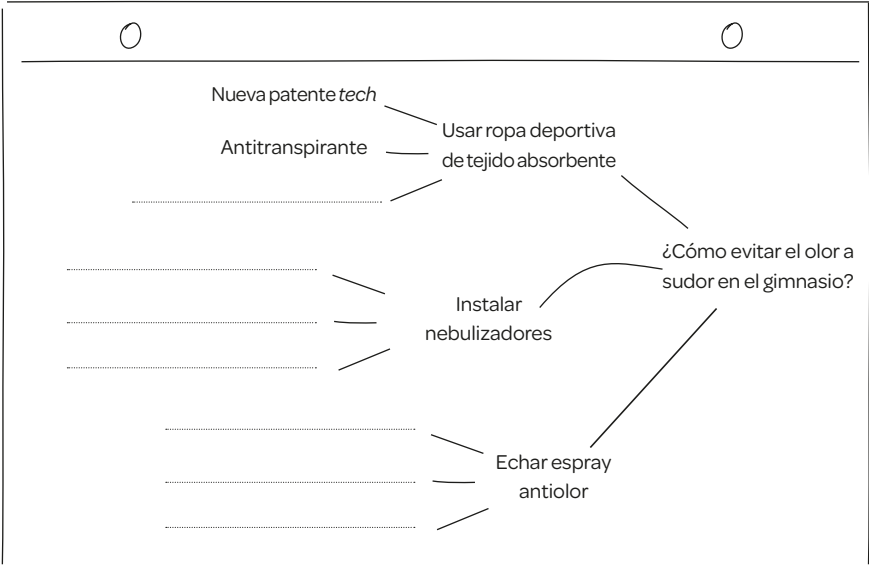 Nueva patente tech
Antitranspirante
Usar ropa deportiva
de tejido absorbente
¿Cómo evitar el olor a
sudor en el gimnasio?
Instalar
nebulizadores
Echar espray
antiolor